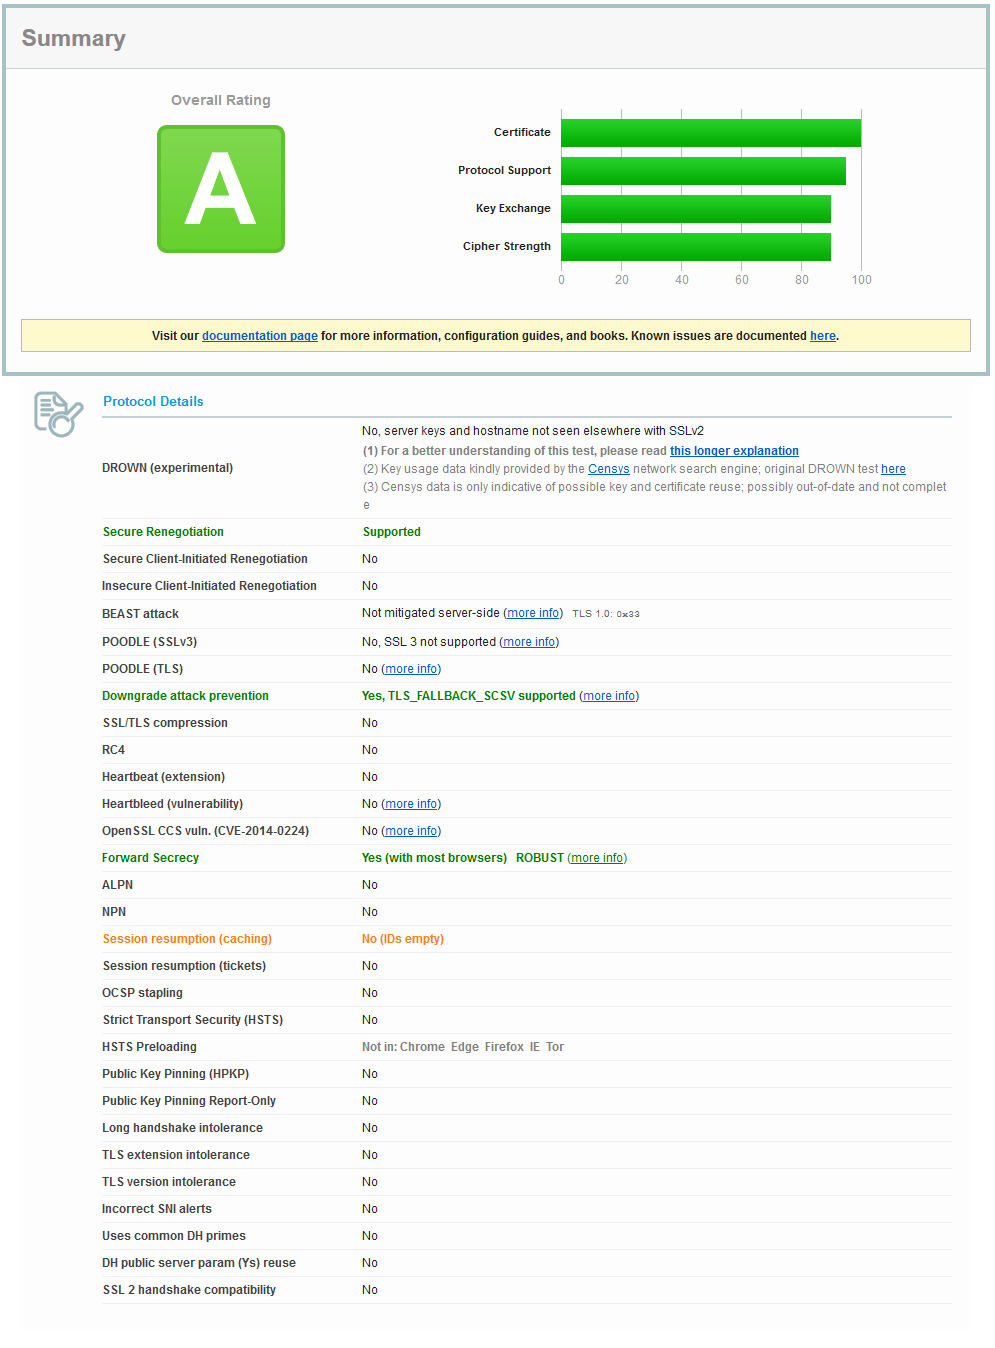 Summary
Overall Rating
A
Certificate
Protocol Support
Key Exchange
Cipher Strength
0 20 40 60 80 100
Visit our documentation page for more information, configuration guides, and books. Known issues are documented here.
Protocol Details
DROWN (experimental)
No, server keys and hostname not seen elsewhere with SSLv2
(1) For a better understanding of this test, please read this longer explanation
(2) Key usage data kindly provided by the Censys network search engine; original DROWN test here
(3) Censys data is only indicative of possible key and certificate reuse; possibly out-of-date and not complet
e
Secure Renegotiation Supported
Secure Client-Initiated Renegotiation No
Insecure Client-Initiated Renegotiation No
BEAST attack Not mitigated server-side (more info) TLS 1.0: 0x33
POODLE (SSLv3) No, SSL 3 not supported (more info)
POODLE (TLS) No (more info)
Downgrade attack prevention Yes, TLS_FALLBACK_SCSV supported (more info)
SSL/TLS compression No
RC4 No
Heartbeat (extension) No
Heartbleed (vulnerability) No (more info)
OpenSSL CCS vuln. (CVE-2014-0224) No (more info)
Forward Secrecy Yes (with most browsers) ROBUST (more info)
ALPN No
NPN No
Session resumption (caching) No (IDs empty)
Session resumption (tickets) No
OCSP stapling No
Strict Transport Security (HSTS) No
HSTS Preloading Not in: Chrome Edge Firefox IE Tor
Public Key Pinning (HPKP) No
Public Key Pinning Report-Only No
Long handshake intolerance No
TLS extension intolerance No
TLS version intolerance No
Incorrect SNI alerts No
Uses common DH primes No
DH public server param (Ys) reuse No
SSL 2 handshake compatibility No